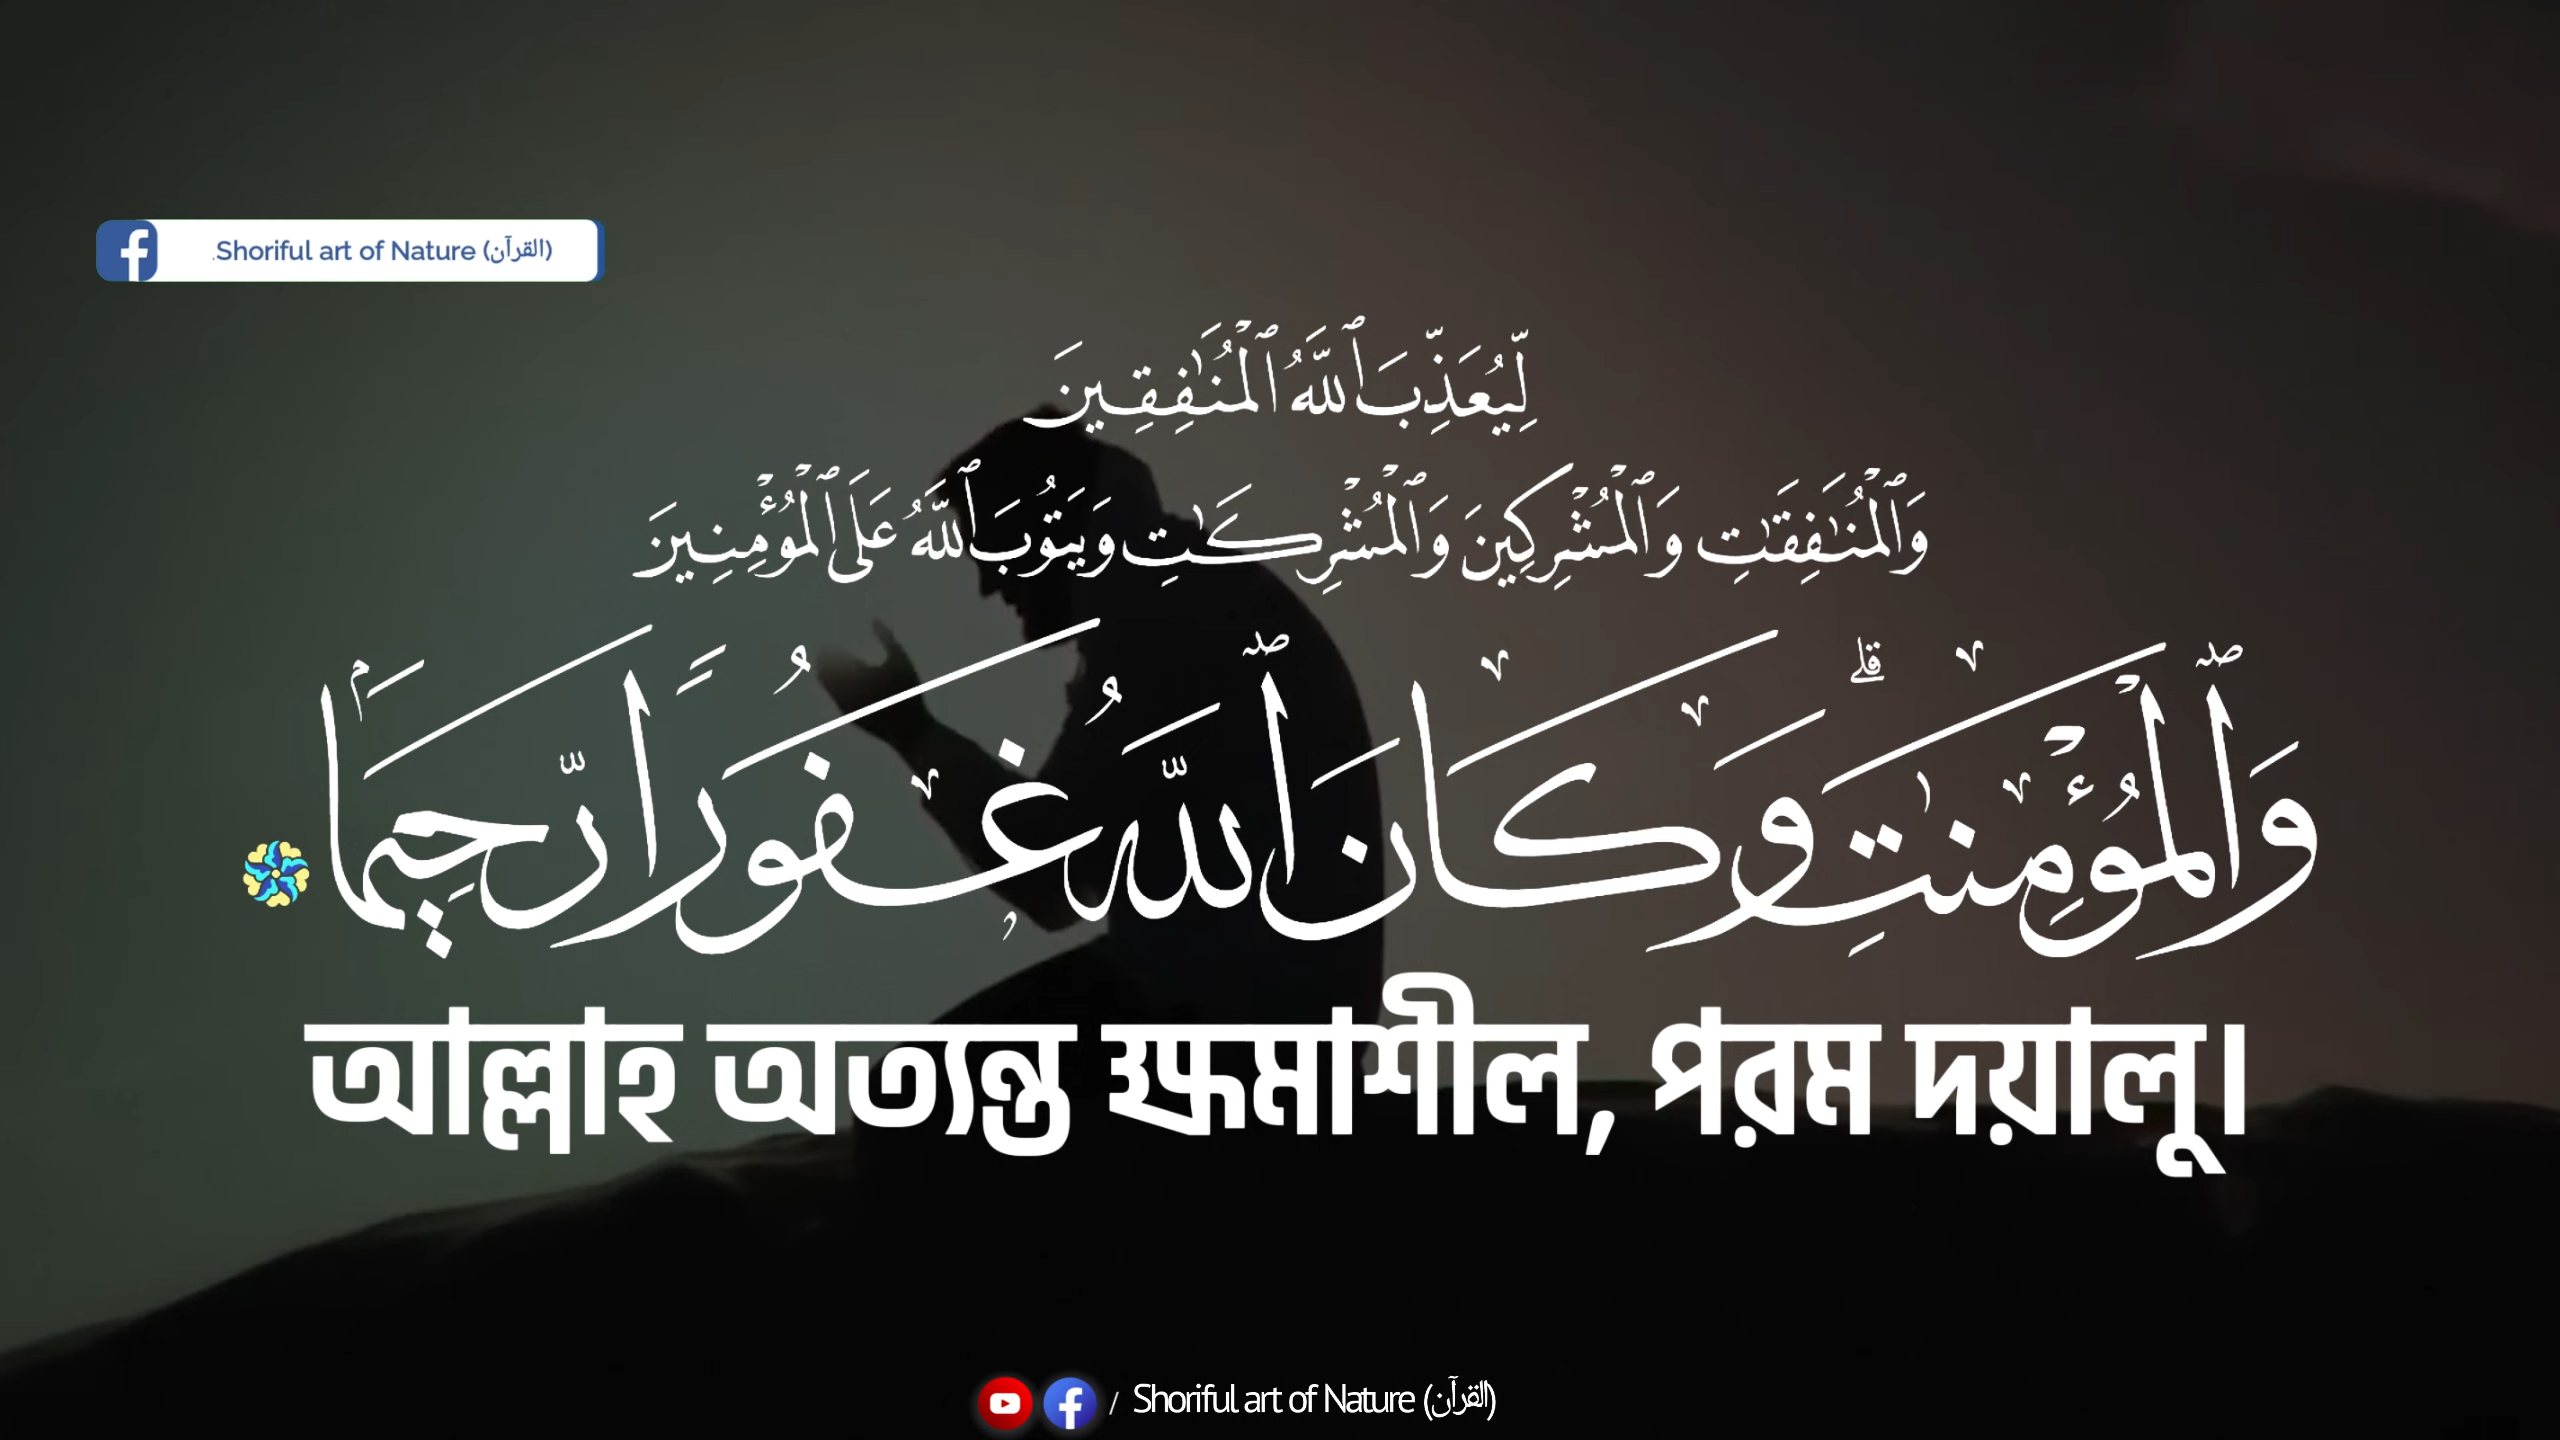 .Shoriful art of Nature (القرآن)
لِّيُعَذِّبَ ٱللَّهُ ٱلْمُنَٰفِقِينَ
وَٱلْمُنَٰفِقَٰتِ وَٱلْمُشْرِكِينَ وَٱلْمُشْرِكَٰتِ وَيَتُوبَ ٱللَّهُ عَلَى ٱلْمُؤْمِنِينَ
وَٱلْمُؤْمِنَٰتِ ۗ وَكَانَ ٱللَّهُ غَفُورًا رَّحِيمًۢا
আল্লাহ অত্যন্ত ক্ষমাশীল, পরম দয়ালু।
/ Shoriful art of Nature (القرآن)